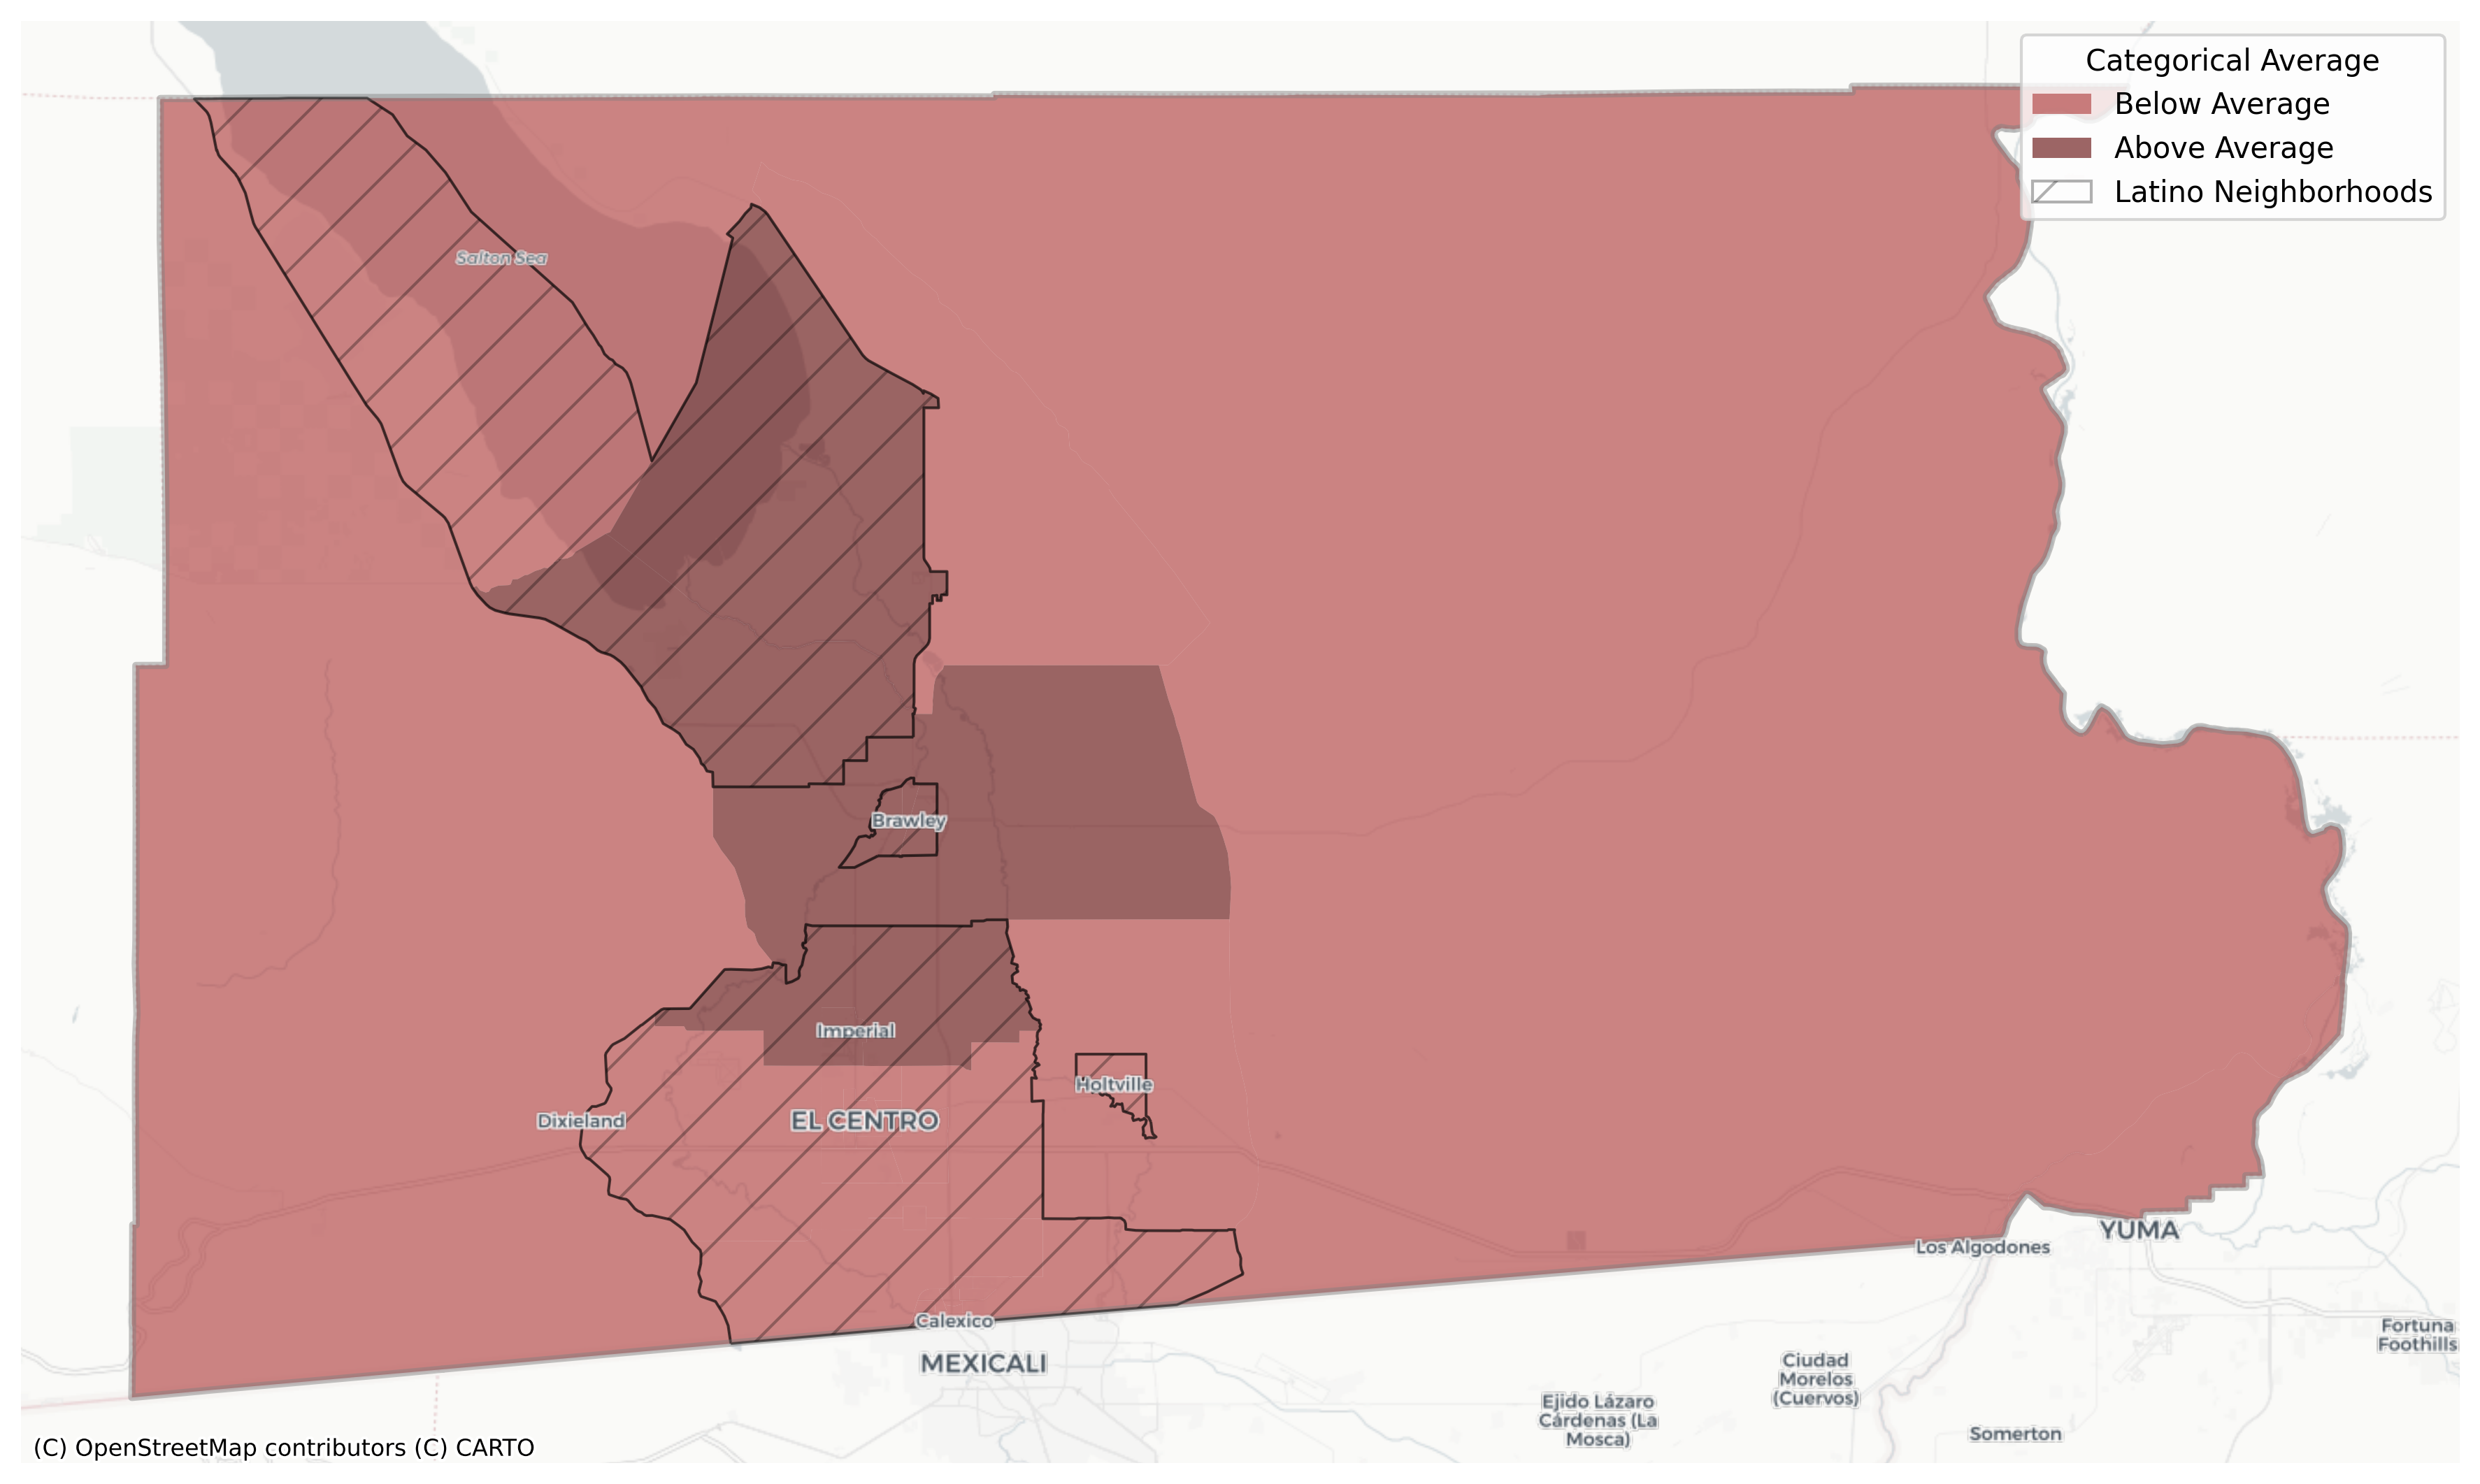 Categorical Average
Below Average
Above Average
Latino Neighborhoods
Salton Sea
Brawley
Imperial
Holtville
Dixieland
EL CENTRO
YUMA
Los Algodones
Calexico
MEXICALI
Fortuna
Foothills
Ciudad
Morelos
(Cuervos)
Ejido Lázaro
Cárdenas (La
Mosca)
Somerton
(C) OpenStreetMap contributors (C) CARTO